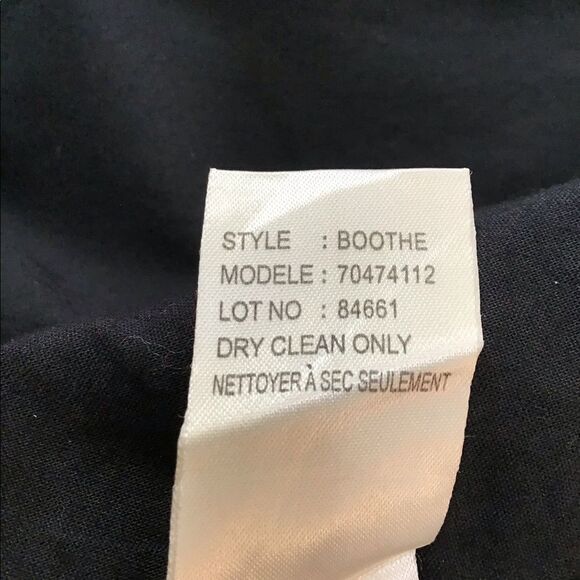 STYLE : BOOTHE
MODELE : 70474112
LOT NO : 84661
DRY CLEAN ONLY
NETTOYER À SEC SEULEMENT